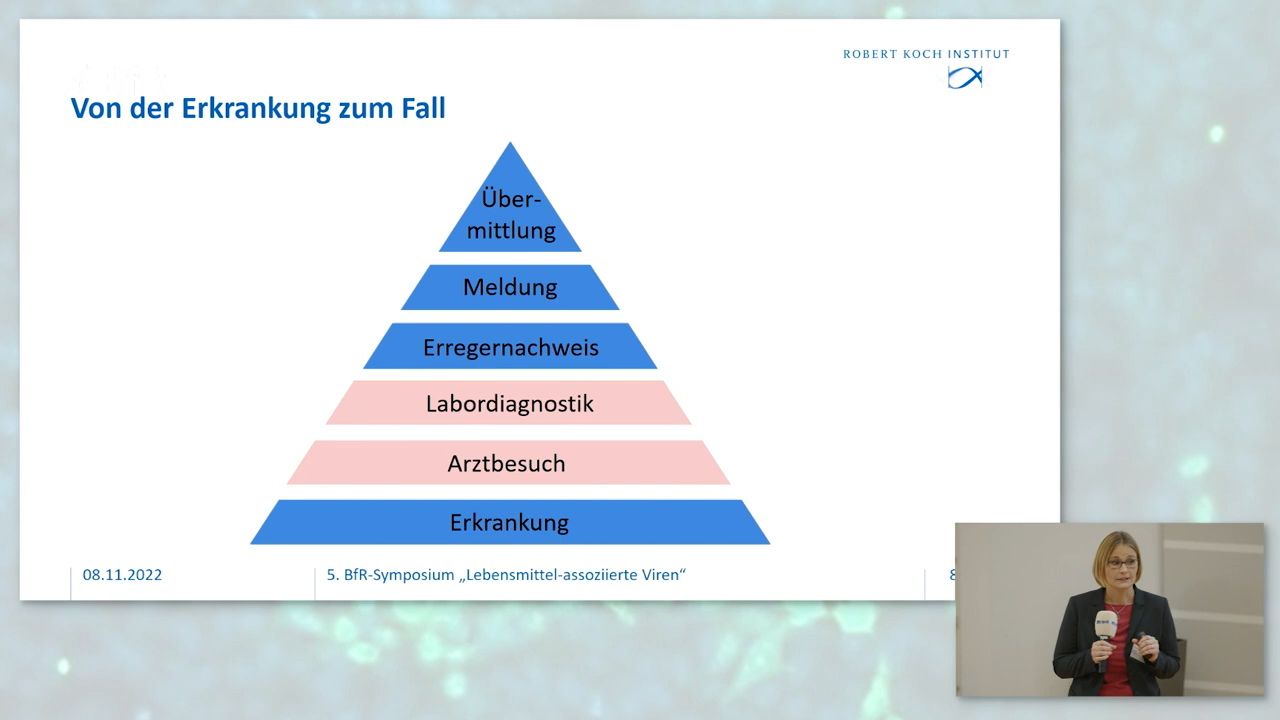 ROBERT KOCH INSTITUT
Von der Erkrankung zum Fall
Über-
mittlung
Meldung
Erregernachweis
Labordiagnostik
Arztbesuch
Erkrankung
08.11.2022
5. BfR-Symposium „Lebensmittel-assoziierte Viren“
8